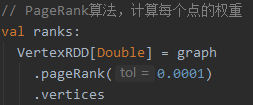 // PageRank算法，计算每个点的权重
val ranks:
VertexRDD[Double] = graph
.pageRank( tol = 0.0001)
.vertices